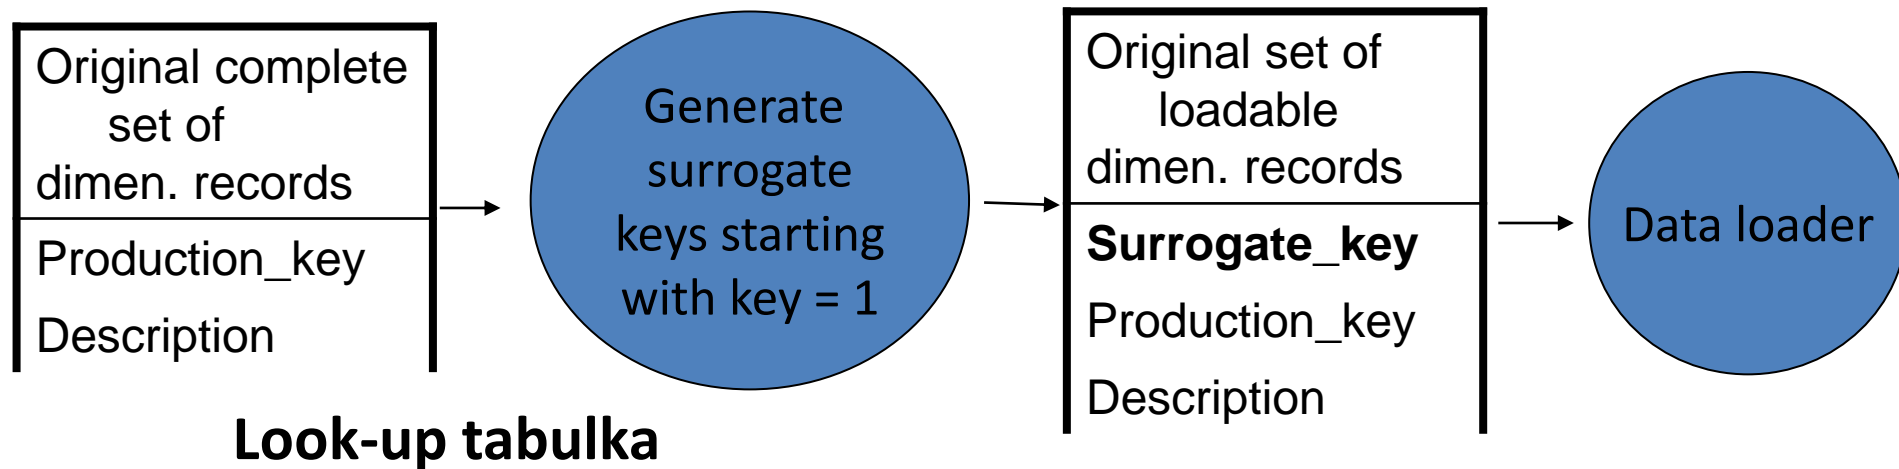 Original complete
set of
dimen. records
Production_key
Description
Generate
surrogate
keys starting
with key = 1
Original set of
loadable
dimen. records
Surrogate_key
Production_key
Description
Data loader
Look-up tabulka